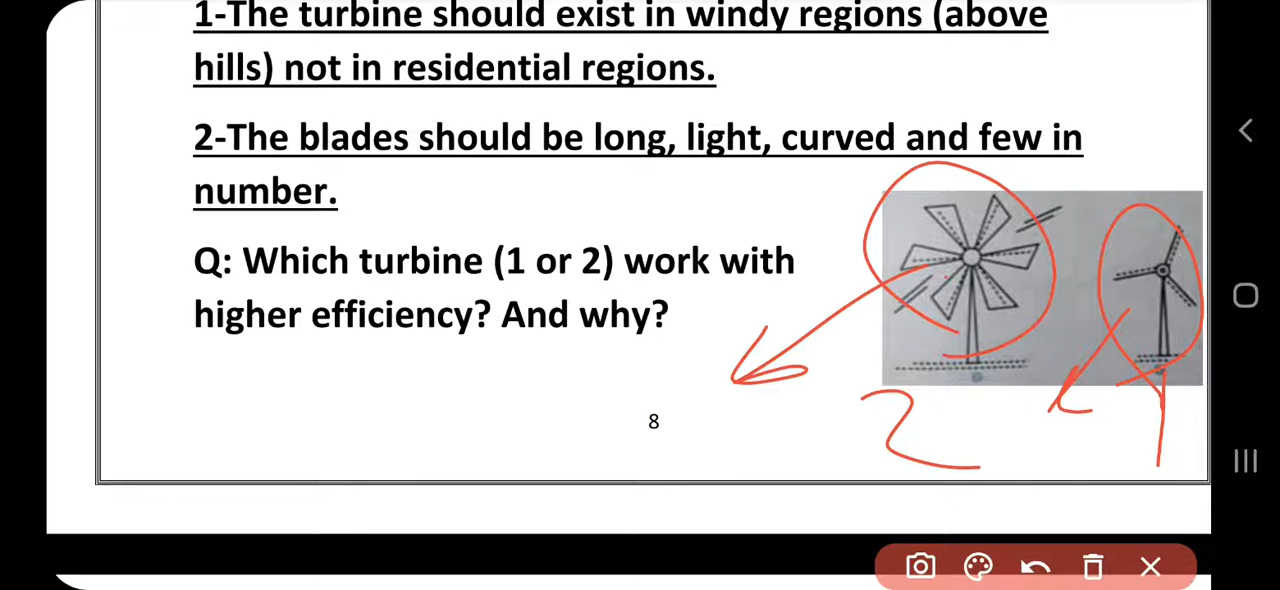 1-The turbine should exist in windy regions (above
hills) not in residential regions.
2-The blades should be long, light, curved and few in
number.
Q: Which turbine (1 or 2) work with
higher efficiency? And why?
2
1
8